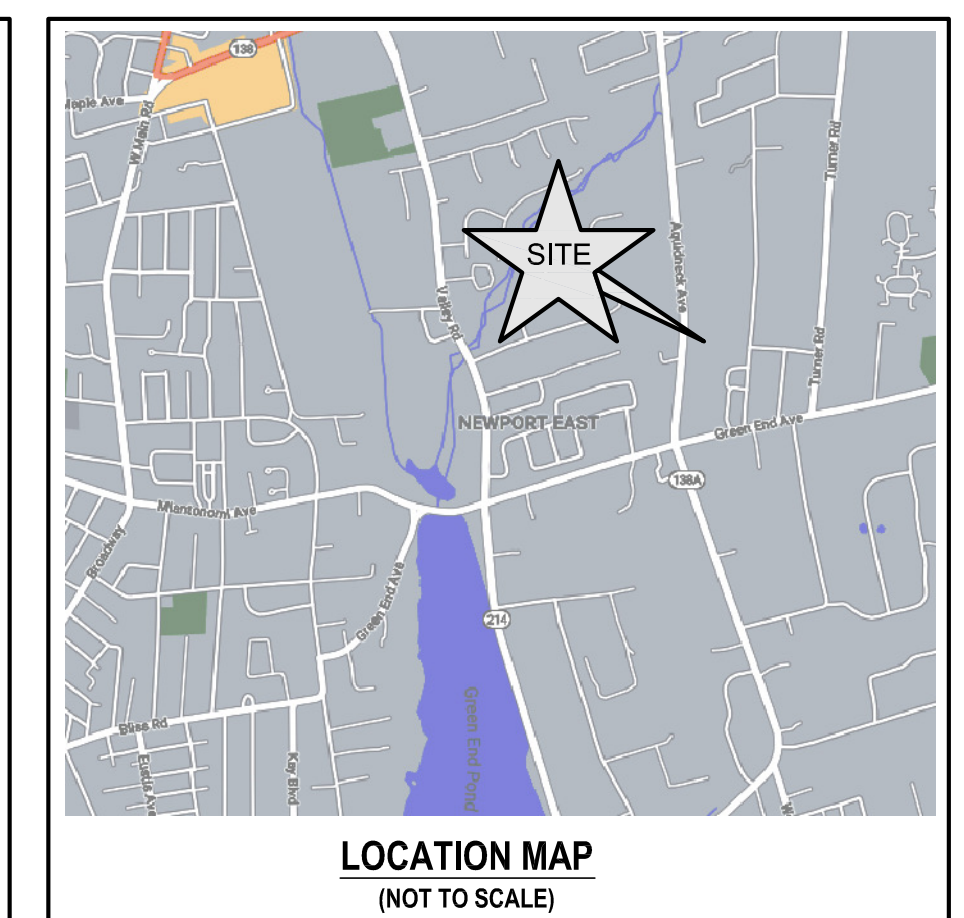 138
Maple Ave
W.Main Rd
Turner Rd
SITE
Aquidneck Ave
Valley Rd
Turner Rd
NEWPORT EAST
Green End Ave
138A
Miantonomi Ave
Broadway
Green End Ave
214
Green End Pond
Bliss Rd
Eustis Ave
Kay Blvd
LOCATION MAP
(NOT TO SCALE)